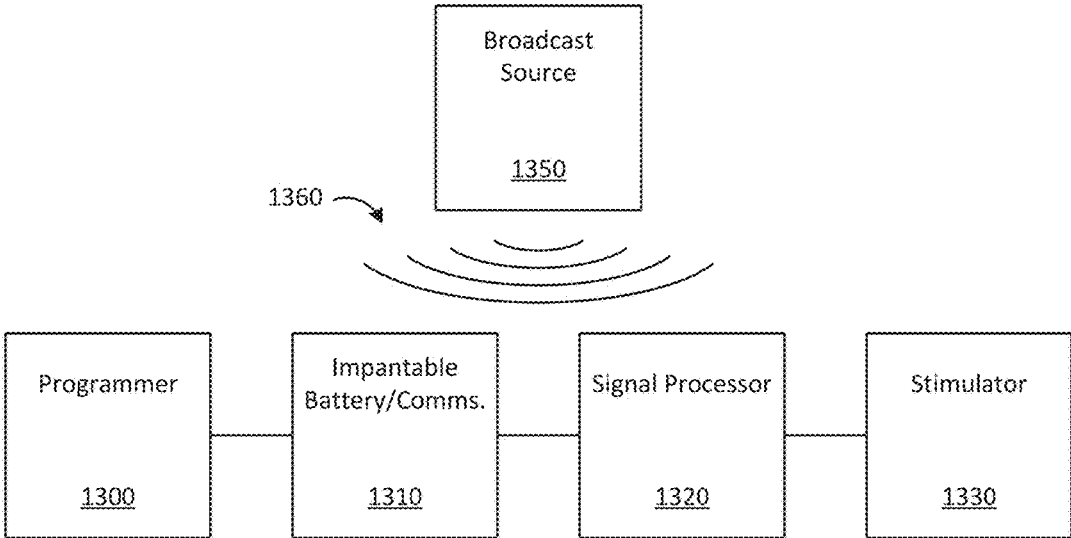 Broadcast
Source
1350
1360
Programmer
1300
Impantable
Battery/Comms.
1310
Signal Processor
1320
Stimulator
1330